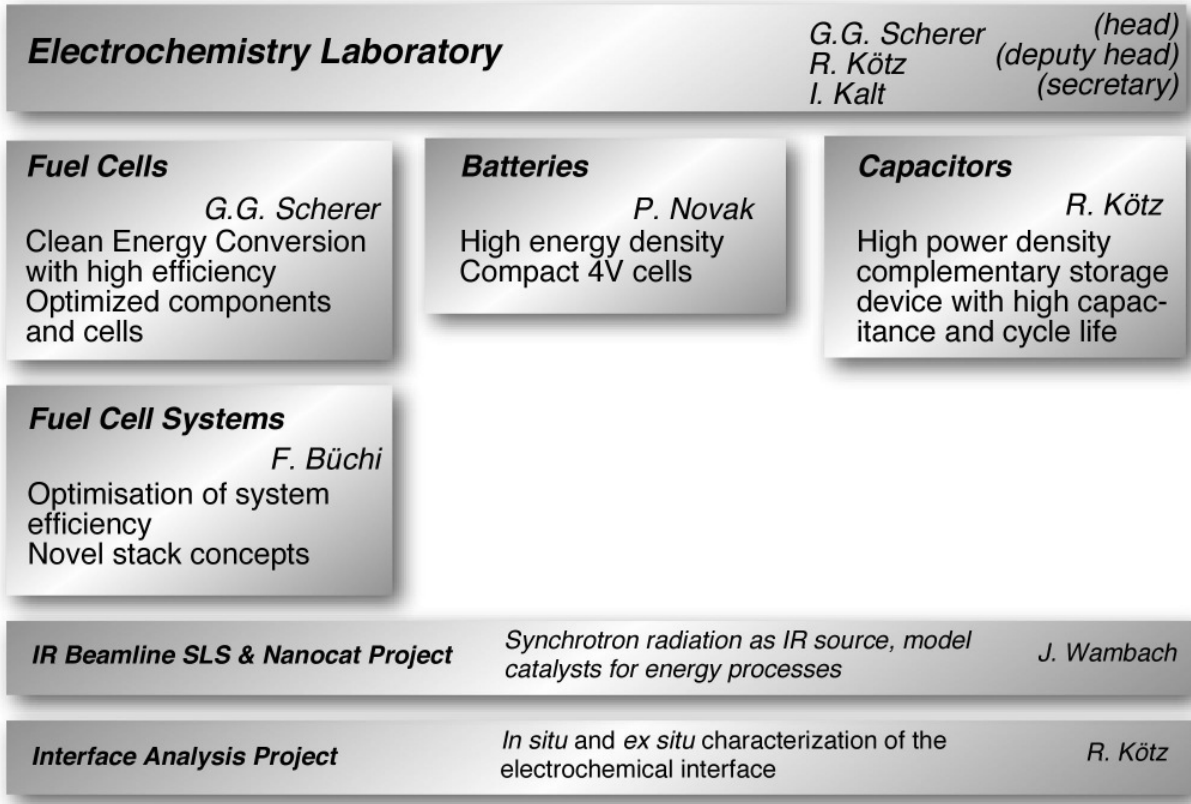 Electrochemistry Laboratory
G.G. Scherer (head)
R. Kötz (deputy head)
I. Kalt (secretary)
Fuel Cells
G.G. Scherer
Clean Energy Conversion
with high efficiency
Optimized components
and cells
Batteries
P. Novak
High energy density
Compact 4V cells
Capacitors
R. Kötz
High power density
complementary storage
device with high capac-
itance and cycle life
Fuel Cell Systems
F. Büchi
Optimisation of system
efficiency
Novel stack concepts
IR Beamline SLS & Nanocat Project
Synchrotron radiation as IR source, model
catalysts for energy processes
J. Wambach
Interface Analysis Project
In situ and ex situ characterization of the
electrochemical interface
R. Kötz